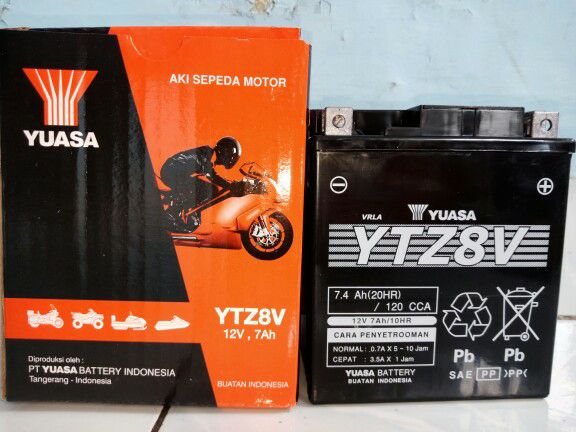 YUASA
AKI SEPEDA MOTOR
YTZ8V
12V , 7Ah
Diproduksi oleh :
PT YUASA BATTERY INDONESIA
Tangerang - Indonesia
BUATAN INDONESIA
VRLA YUASA
YTZ8V
7.4 Ah(20HR)
/ 120 CCA
12V 7Ah/10HR
CARA PENYETROOMAN
NORMAL : 0.7A X 5 - 10 Jam
CEPAT : 3.5A X 1 Jam
YUASA BATTERY
BUATAN INDONESIA
Pb Pb
SAE PP >PP<